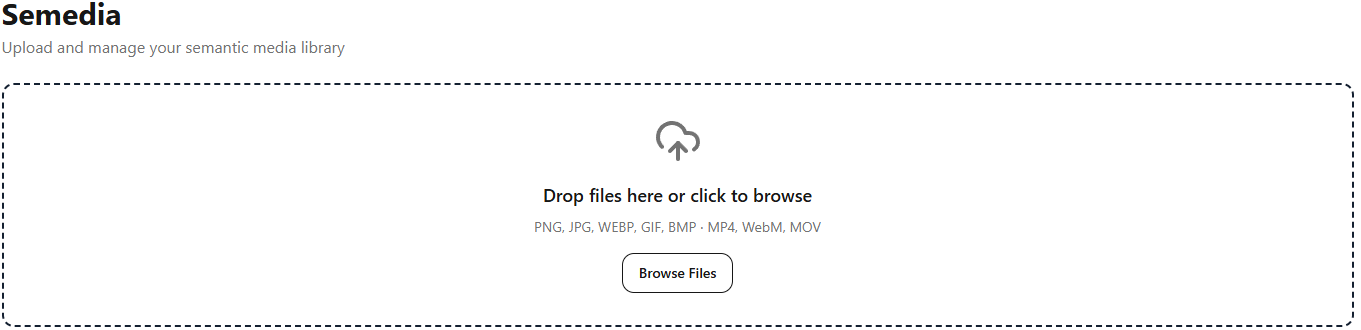 Semedia
Upload and manage your semantic media library
Drop files here or click to browse
PNG, JPG, WEBP, GIF, BMP · MP4, WebM, MOV
Browse Files